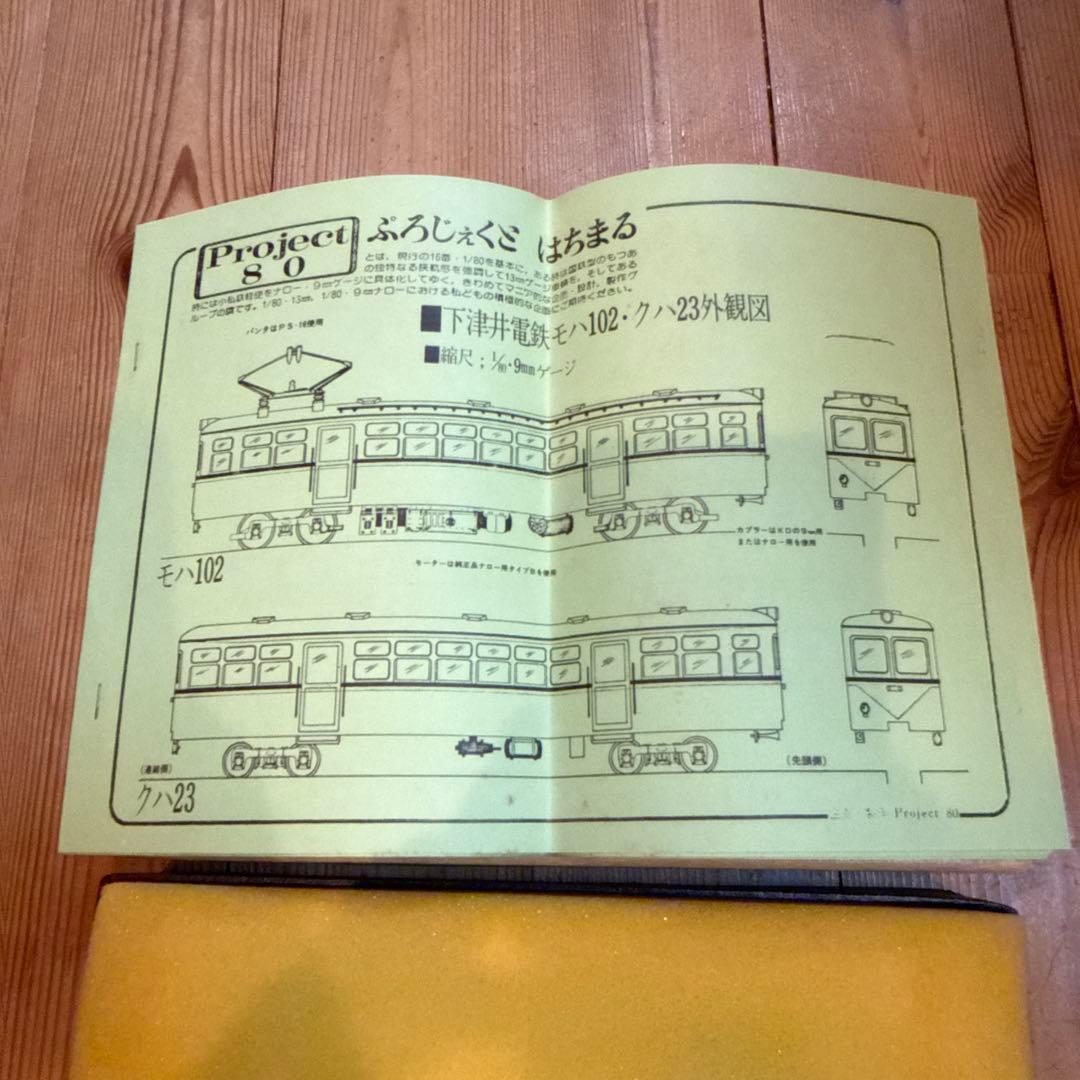 Project
8 0
ぷろじぇくと はちまる
とは、現行の16番・1/80を基本に、ある時は国鉄型のもつあ
の独特なる狭軌感を強調して13mmゲージ車輌を、そしてある
時には小私鉄軽便をナロー・9mmゲージに具体化してゆく、きわめてマニア的な企画・設計、製作グ
ループの翼です。1/80・13mm、1/80・9mmナローにおける私どもの積極的な企画にご期待ください。
■下津井電鉄モハ102・クハ23外観図
■縮尺；1/80・9mmゲージ
パンタはPS-16使用
カプラーはKDの9mm用
またはナロー用を使用
モハ102
モーターは純正品ナロー用タイプBを使用
(連結側)
(先頭側)
クハ23
Project 80